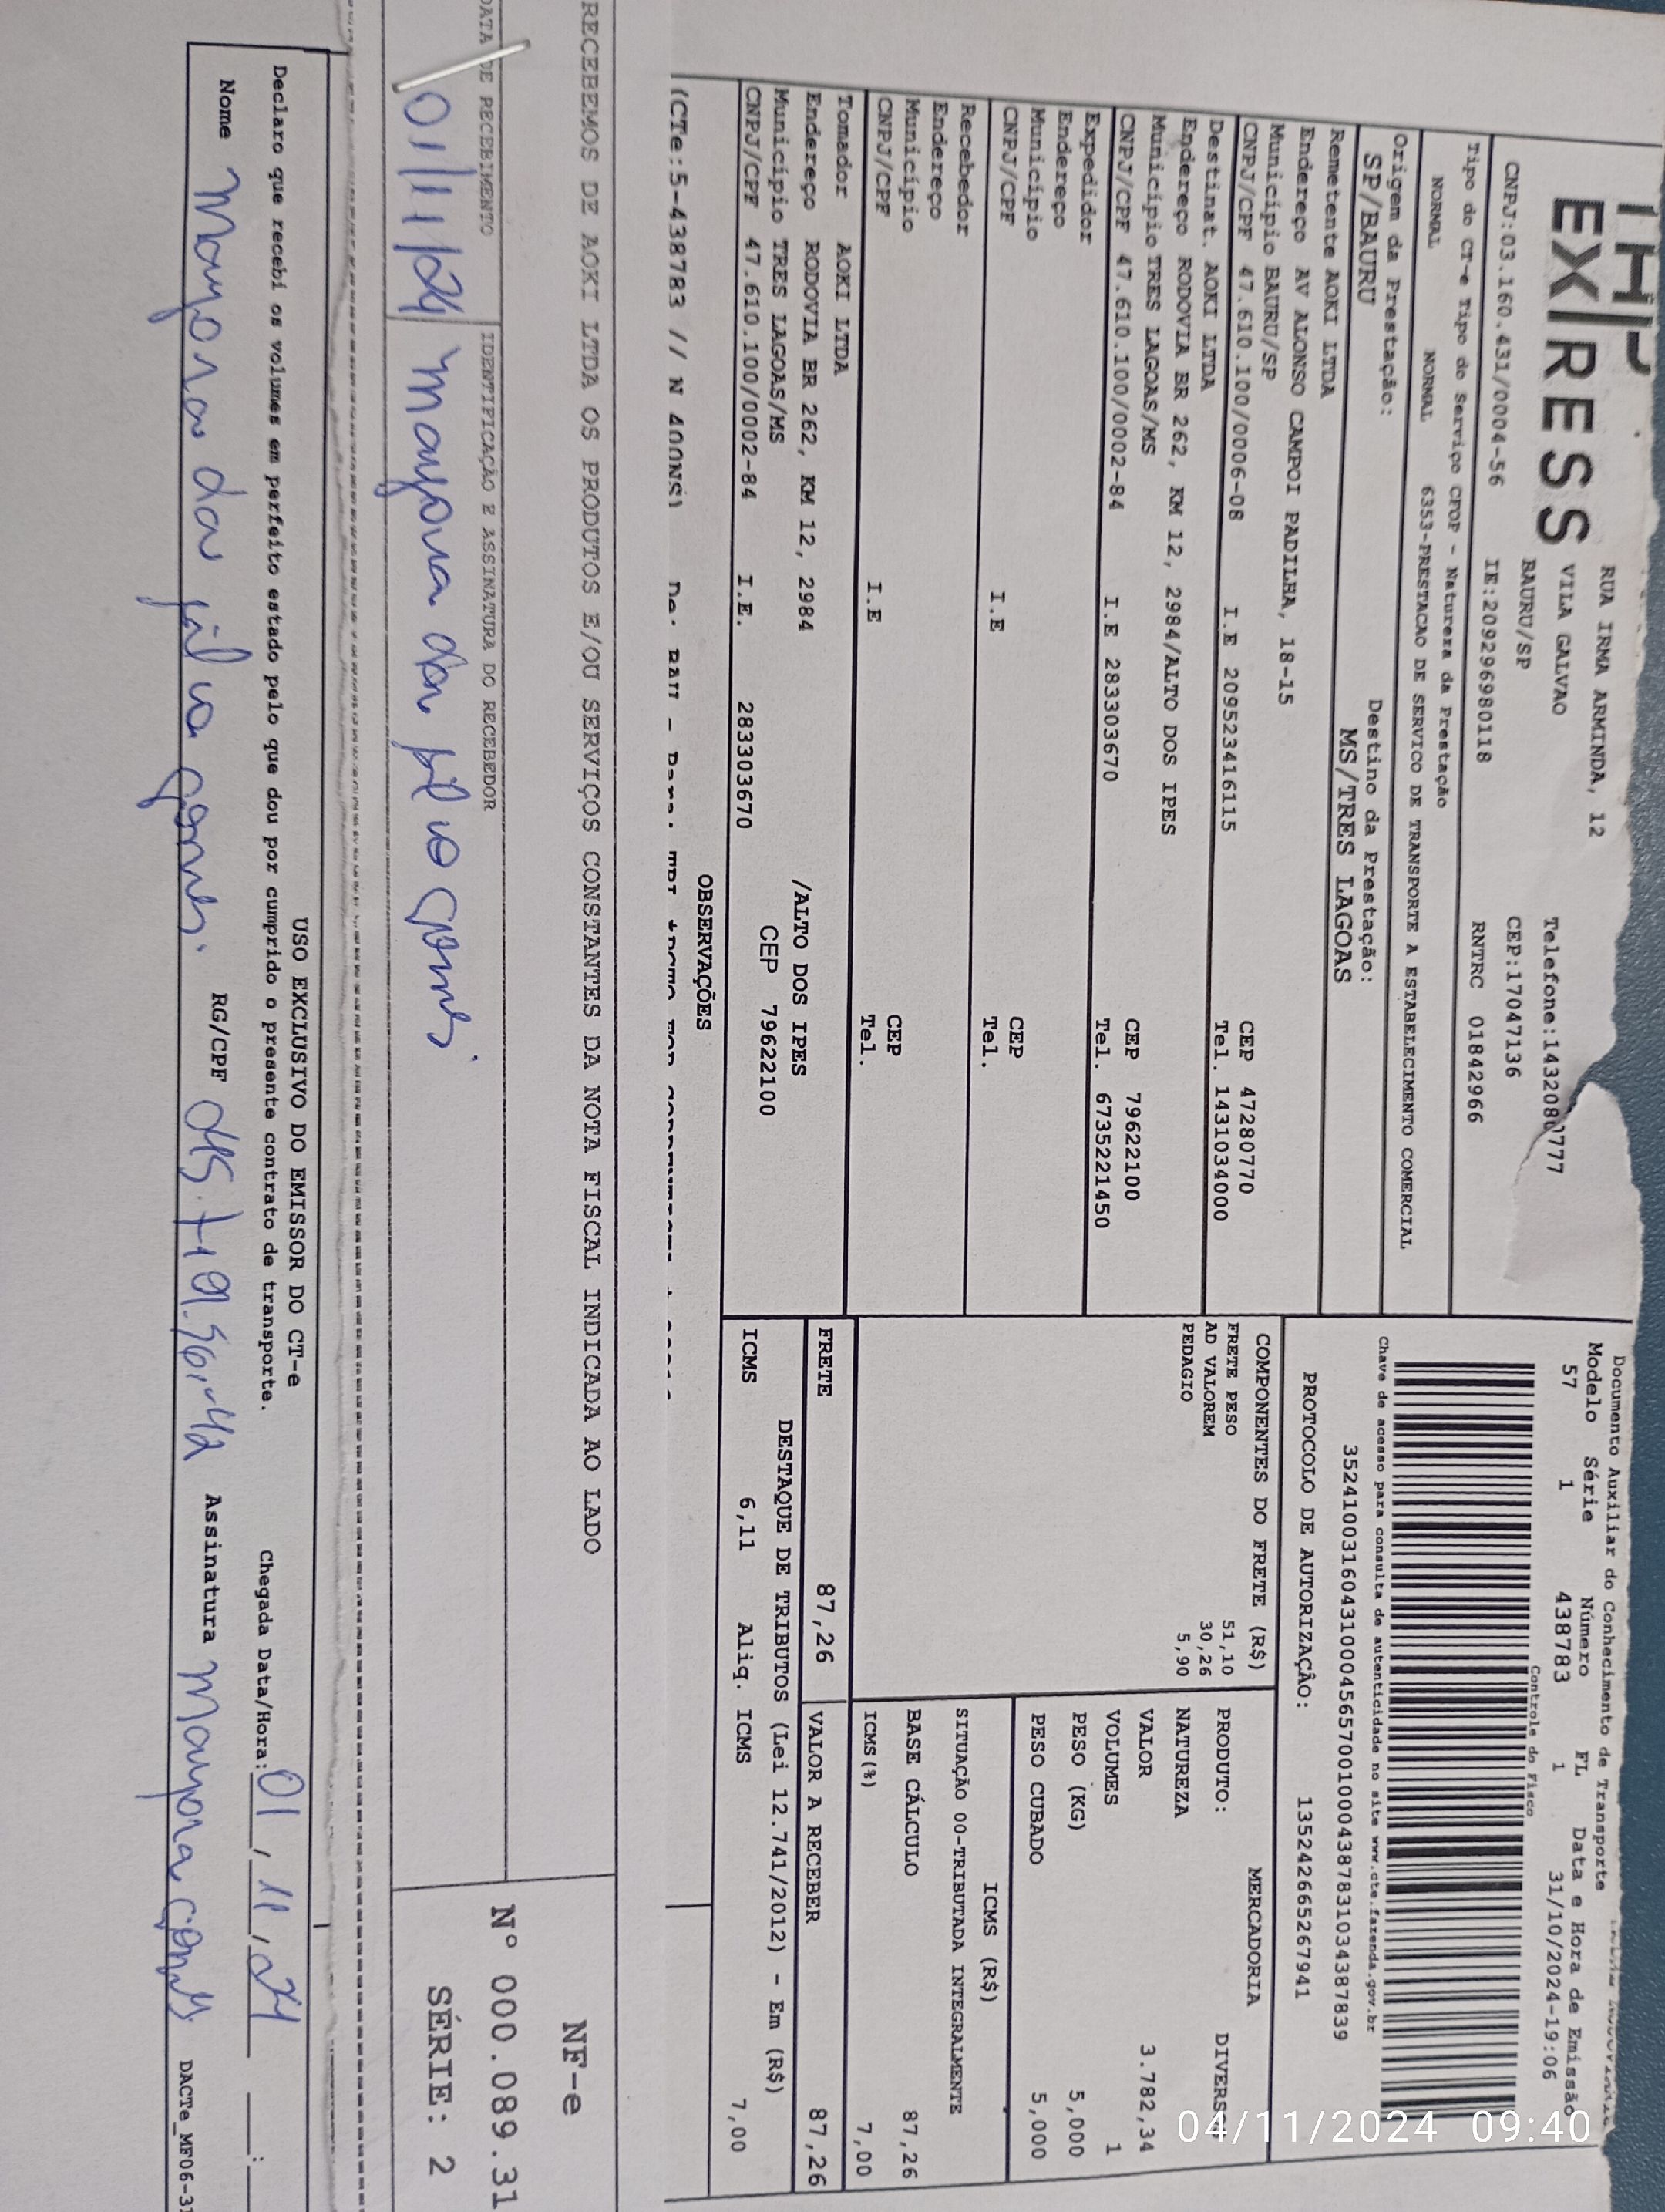 EXPRESS
RUA IRMA ARMINDA, 12
VILA GALVAO
BAURU/SP
Telefone:1432080777
CEP:17047136
CNPJ:03.160.431/0004-56 IE:209296980118 RNTRC 01842966
Tipo do CT-e Tipo do Serviço CFOP - Natureza da Prestação
NORMAL NORMAL 6353-PRESTACAO DE SERVICO DE TRANSPORTE A ESTABELECIMENTO COMERCIAL
Origem da Prestação: Destino da Prestação:
SP/BAURU MS/TRES LAGOAS
Documento Auxiliar do Conhecimento de Transporte
Modelo Série Número FL Data e Hora de Emissão
57 1 438783 1 31/10/2024-19:06
Controle do Fisco
Chave de acesso para consulta de autenticidade no site www.cte.fazenda.gov.br
35241003160431000456570010004387831034387839
PROTOCOLO DE AUTORIZAÇÃO: 135242665267941
Remetente AOKI LTDA
Endereço AV ALONSO CAMPOI PADILHA, 18-15
Município BAURU/SP CEP 47280770
CNPJ/CPF 47.610.100/0006-08 I.E 209523416115 Tel. 1431034000
Destinat. AOKI LTDA
Endereço RODOVIA BR 262, KM 12, 2984/ALTO DOS IPES
Município TRES LAGOAS/MS CEP 79622100
CNPJ/CPF 47.610.100/0002-84 I.E 283303670 Tel. 6735221450
Expedidor
Endereço
Município CEP
CNPJ/CPF I.E Tel.
Recebedor
Endereço
Município CEP
CNPJ/CPF I.E Tel.
Tomador AOKI LTDA
Endereço RODOVIA BR 262, KM 12, 2984 /ALTO DOS IPES
Município TRES LAGOAS/MS CEP 79622100
CNPJ/CPF 47.610.100/0002-84 I.E. 283303670
COMPONENTES DO FRETE (R$)
FRETE PESO 51,10
AD VALOREM 30,26
PEDAGIO 5,90
MERCADORIA
PRODUTO: DIVERSO
NATUREZA
VALOR 3.782,34
VOLUMES 1
PESO (KG) 5,000
PESO CUBADO 5,000
ICMS (R$)
SITUAÇÃO 00-TRIBUTADA INTEGRALMENTE
BASE CÁLCULO 87,26
ICMS(%) 7,00
FRETE 87,26 VALOR A RECEBER 87,26
DESTAQUE DE TRIBUTOS (Lei 12.741/2012) - Em (R$)
ICMS 6,11 Aliq. ICMS 7,00
OBSERVAÇÕES
(CTe:5-438783 // N
RECEBEMOS DE AOKI LTDA OS PRODUTOS E/OU SERVIÇOS CONSTANTES DA NOTA FISCAL INDICADA AO LADO
NF-e
Nº 000.089.31
SÉRIE: 2
DATA DE RECEBIMENTO IDENTIFICAÇÃO E ASSINATURA DO RECEBEDOR
01/11/24 Mayara da Silva Gomes
USO EXCLUSIVO DO EMISSOR DO CT-e
Declaro que recebi os volumes em perfeito estado pelo que dou por cumprido o presente contrato de transporte. Chegada Data/Hora: 01/11/24 :
Nome Mayara da Silva Gomes. RG/CPF Assinatura Mayara Gomes
DACTe_MF06-31
04/11/2024 09:40